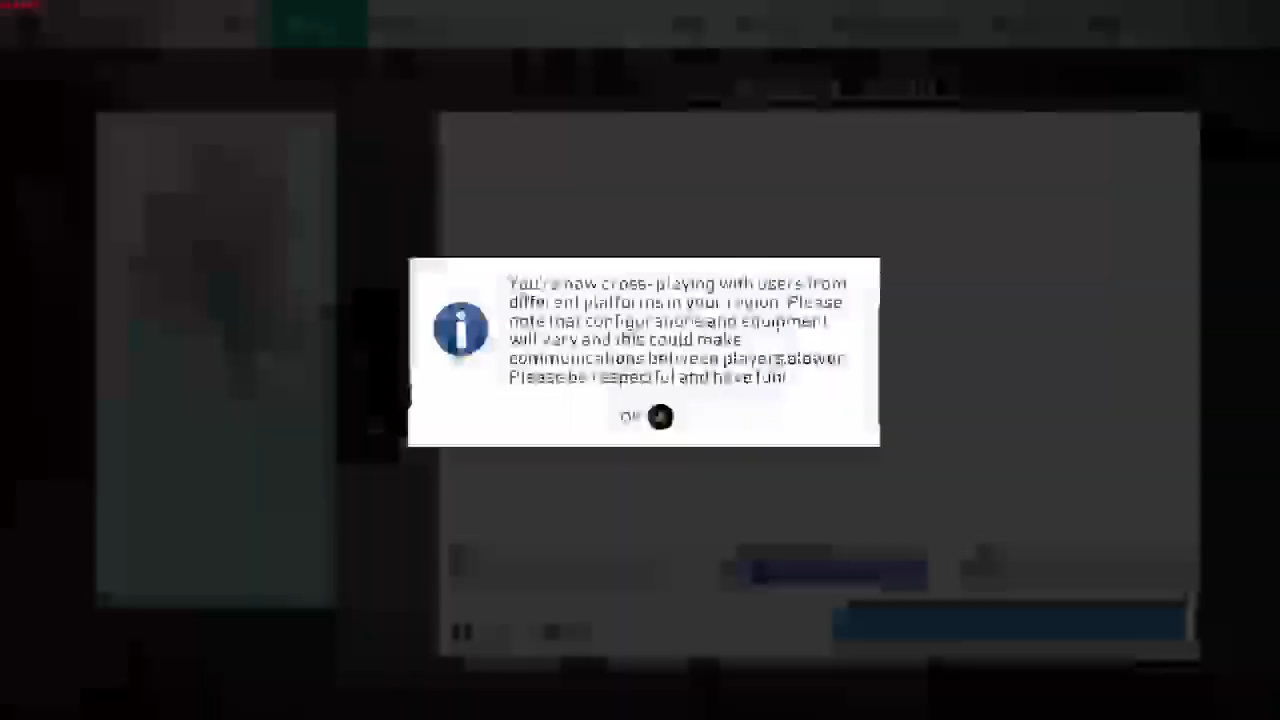 You're now cross-playing with users from
different platforms in your region. Please
note that configurations and equipment
will vary and this could make
communications between players slower.
Please be respectful and have fun!
OK